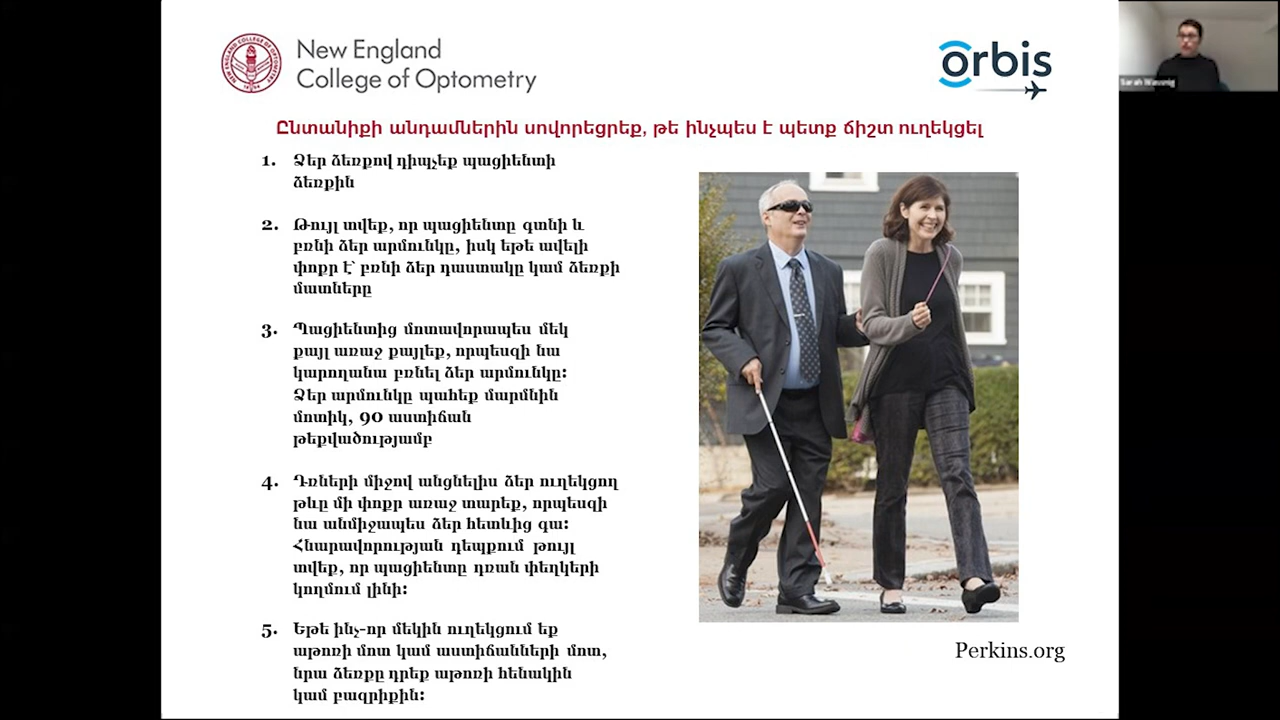 New England
College of Optometry
orbis
Sarah Wassnig
Ընտանիքի անդամներին սովորեցրեք, թե ինչպես է պետք ճիշտ ուղեկցել
1. Ձեր ձեռքով դիպչեք պացիենտի
ձեռքին
2. Թույլ տվեք, որ պացիենտը գտնի և
բռնի ձեր արմունկը, իսկ եթե ավելի
փոքր է՝ բռնի ձեր դաստակը կամ ձեռքի
մատները
3. Պացիենտից մոտավորապես մեկ
քայլ առաջ քայլեք, որպեսզի նա
կարողանա բռնել ձեր արմունկը:
Ձեր արմունկը պահեք մարմնին
մոտիկ, 90 աստիճան
թեքվածությամբ
4. Դռների միջով անցնելիս ձեր ուղեկցող
թևը մի փոքր առաջ տարեք, որպեսզի
նա անմիջապես ձեր հետևից գա:
Հնարավորության դեպքում թույլ
տվեք, որ պացիենտը դռան փեղկերի
կողմում լինի:
5. Եթե ինչ-որ մեկին ուղեկցում եք
աթոռի մոտ կամ աստիճանների մոտ,
նրա ձեռքը դրեք աթոռի հենակին
կամ բազրիքին:
Perkins.org